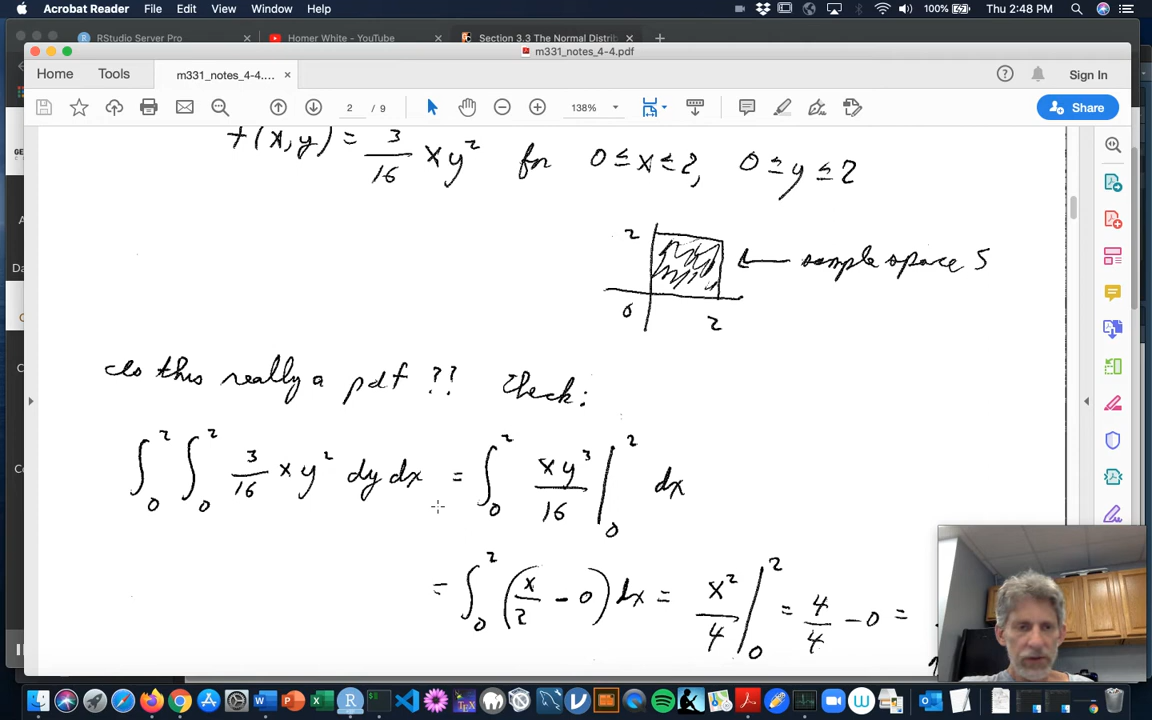 Acrobat Reader File Edit View Window Help 100% Thu 2:48 PM
RStudio Server Pro Homer White - YouTube Section 3.3 The Normal Distrib
m331_notes_4-4.pdf
Home Tools m331_notes_4-4.... Sign In
2 / 9 138% Share
f(x,y) = 3/16 xy² for 0 ≤ x ≤ 2, 0 ≤ y ≤ 2
2
sample space S
0 2
Is this really a pdf ?? Check:
∫₀² ∫₀² 3/16 xy² dy dx = ∫₀² xy³/16 |₀² dx
= ∫₀² (x/2 - 0) dx = x²/4 |₀² = 4/4 - 0 =